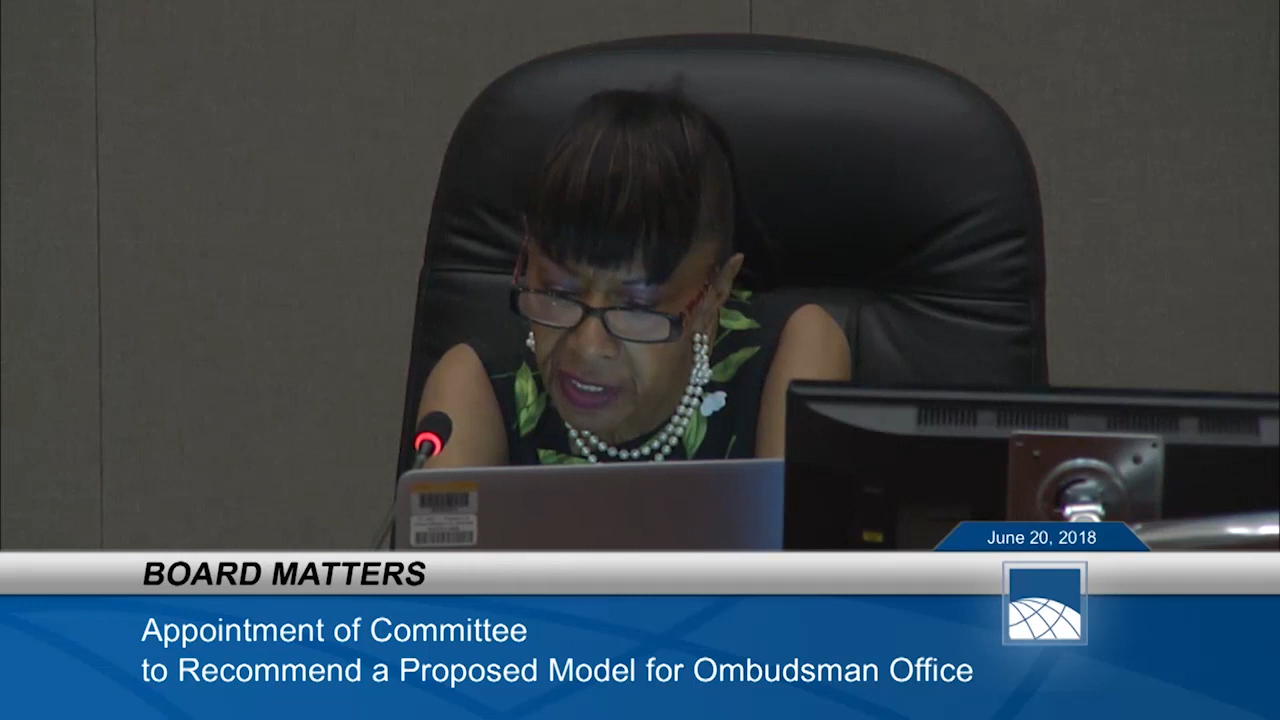 June 20, 2018
BOARD MATTERS
Appointment of Committee
to Recommend a Proposed Model for Ombudsman Office